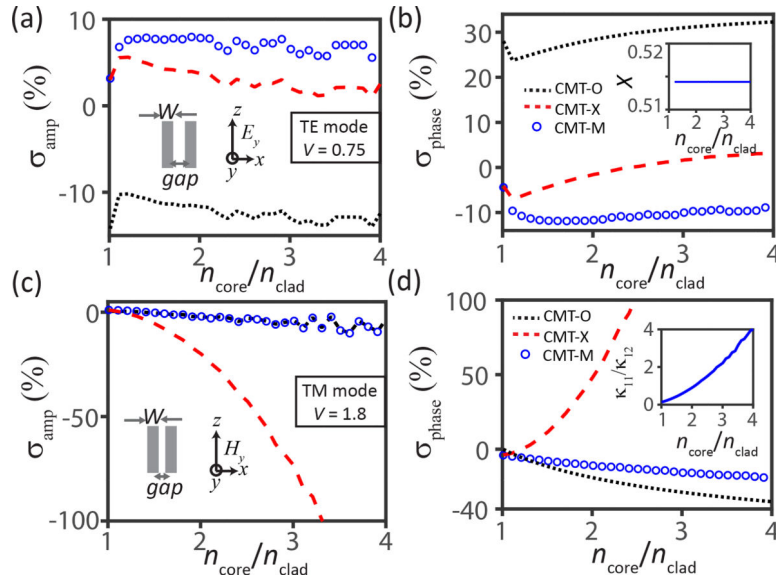 (a)
10
0
-10
σamp (%)
W
gap
z
Ey
x
y
TE mode
V = 0.75
1 2 3 4
ncore/nclad
(b)
30
20
10
0
-10
σphase (%)
CMT-O
CMT-X
CMT-M
0.52
0.51
X
1 2 3 4
ncore/nclad
1 2 3 4
ncore/nclad
(c)
0
-50
-100
σamp (%)
W
gap
z
Hy
x
y
TM mode
V = 1.8
1 2 3 4
ncore/nclad
(d)
100
80
40
0
-40
σphase (%)
CMT-O
CMT-X
CMT-M
4
2
0
κ11/κ12
1 2 3 4
ncore/nclad
1 2 3 4
ncore/nclad